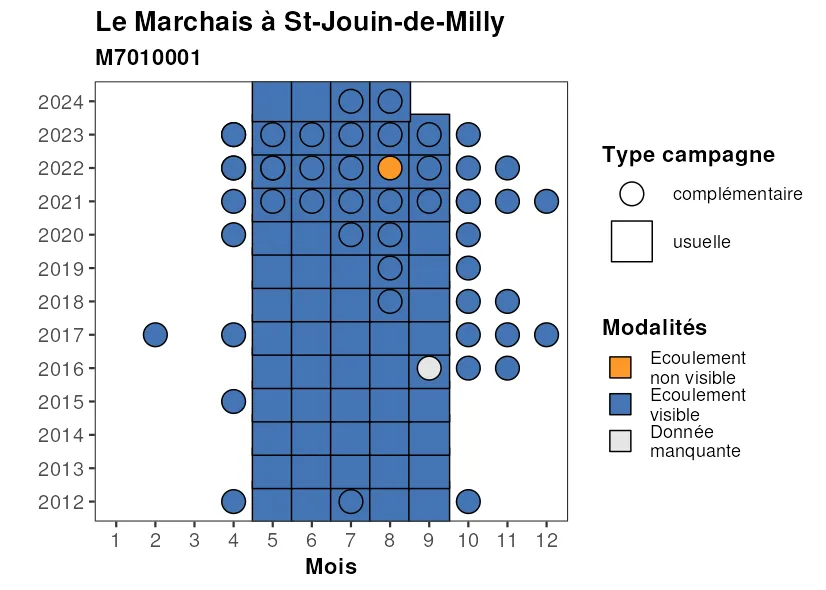 Le Marchais à St-Jouin-de-Milly
M7010001
2024
2023
2022
2021
2020
2019
2018
2017
2016
2015
2014
2013
2012
1 2 3 4 5 6 7 8 9 10 11 12
Mois
Type campagne
complémentaire
usuelle
Modalités
Ecoulement
non visible
Ecoulement
visible
Donnée
manquante